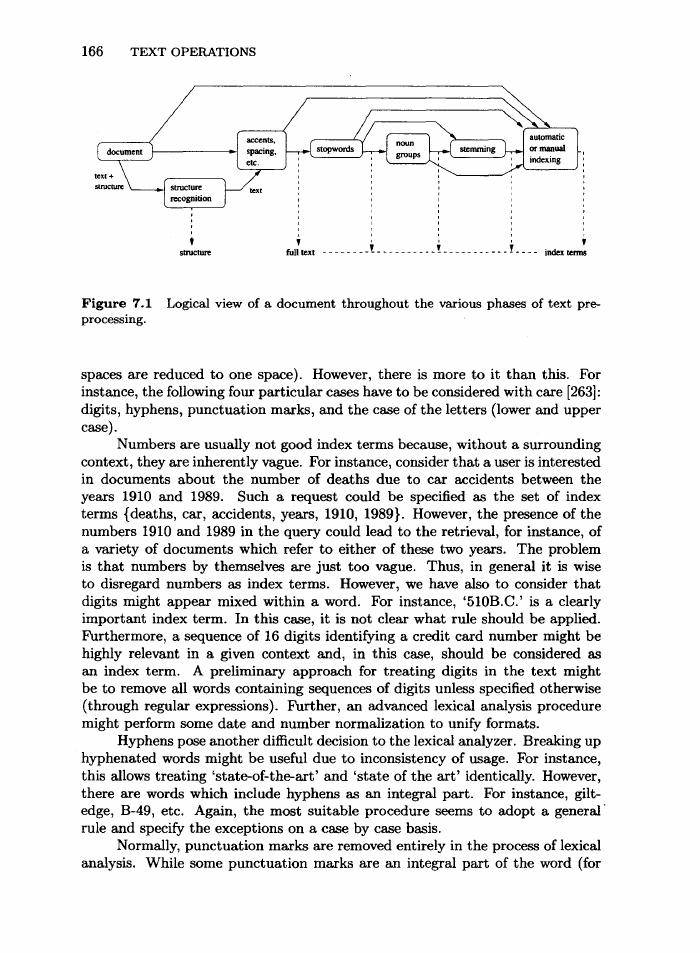 166 TEXT OPERATIONS
document
accents,
spacing,
etc.
stopwords
noun
groups
stemming
automatic
or manual
indexing
text +
structure
structure
recognition
text
structure
full text
index terms
Figure 7.1 Logical view of a document throughout the various phases of text pre-
processing.
spaces are reduced to one space). However, there is more to it than this. For
instance, the following four particular cases have to be considered with care [263]:
digits, hyphens, punctuation marks, and the case of the letters (lower and upper
case).
Numbers are usually not good index terms because, without a surrounding
context, they are inherently vague. For instance, consider that a user is interested
in documents about the number of deaths due to car accidents between the
years 1910 and 1989. Such a request could be specified as the set of index
terms {deaths, car, accidents, years, 1910, 1989}. However, the presence of the
numbers 1910 and 1989 in the query could lead to the retrieval, for instance, of
a variety of documents which refer to either of these two years. The problem
is that numbers by themselves are just too vague. Thus, in general it is wise
to disregard numbers as index terms. However, we have also to consider that
digits might appear mixed within a word. For instance, ‘510B.C.’ is a clearly
important index term. In this case, it is not clear what rule should be applied.
Furthermore, a sequence of 16 digits identifying a credit card number might be
highly relevant in a given context and, in this case, should be considered as
an index term. A preliminary approach for treating digits in the text might
be to remove all words containing sequences of digits unless specified otherwise
(through regular expressions). Further, an advanced lexical analysis procedure
might perform some date and number normalization to unify formats.
Hyphens pose another difficult decision to the lexical analyzer. Breaking up
hyphenated words might be useful due to inconsistency of usage. For instance,
this allows treating ‘state-of-the-art’ and ‘state of the art’ identically. However,
there are words which include hyphens as an integral part. For instance, gilt-
edge, B-49, etc. Again, the most suitable procedure seems to adopt a general
rule and specify the exceptions on a case by case basis.
Normally, punctuation marks are removed entirely in the process of lexical
analysis. While some punctuation marks are an integral part of the word (for